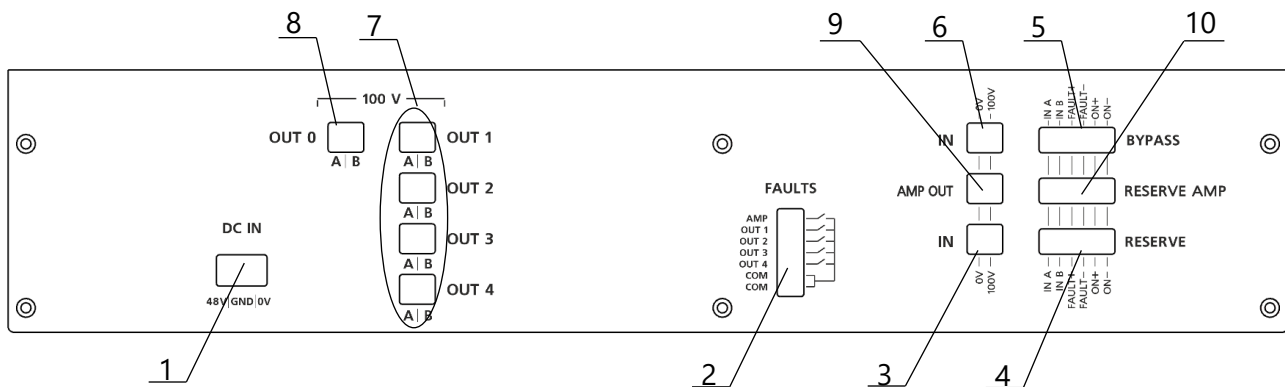 8 7 9 6 5 10
100 V
0V
100V
IN A
IN B
FAULT+
FAULT−
ON+
ON−
OUT 0
A B
OUT 1
A B
IN
BYPASS
OUT 2
A B
FAULTS
AMP OUT
RESERVE AMP
AMP
OUT 1
OUT 2
OUT 3
OUT 4
COM
COM
DC IN
48V GND 0V
OUT 3
A B
IN
RESERVE
0V
100V
IN A
IN B
FAULT+
FAULT−
ON+
ON−
OUT 4
A B
1 2 3 4